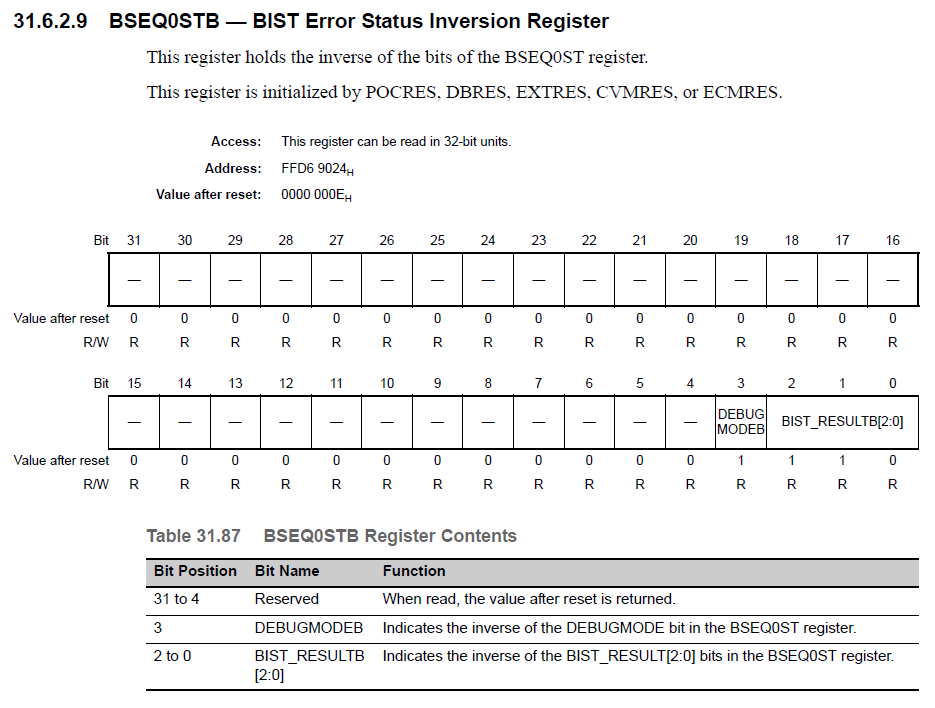 31.6.2.9 BSEQ0STB — BIST Error Status Inversion Register
This register holds the inverse of the bits of the BSEQ0ST register.
This register is initialized by POCRES, DBRES, EXTRES, CVMRES, or ECMRES.
Access: This register can be read in 32-bit units.
Address: FFD6 9024H
Value after reset: 0000 000EH
Bit 31 30 29 28 27 26 25 24 23 22 21 20 19 18 17 16
— — — — — — — — — — — — — — — —
Value after reset 0 0 0 0 0 0 0 0 0 0 0 0 0 0 0 0
R/W R R R R R R R R R R R R R R R R
Bit 15 14 13 12 11 10 9 8 7 6 5 4 3 2 1 0
— — — — — — — — — — — — DEBUG MODEB BIST_RESULTB[2:0]
Value after reset 0 0 0 0 0 0 0 0 0 0 0 0 1 1 1 0
R/W R R R R R R R R R R R R R R R R
Table 31.87 BSEQ0STB Register Contents
Bit Position Bit Name Function
31 to 4 Reserved When read, the value after reset is returned.
3 DEBUGMODEB Indicates the inverse of the DEBUGMODE bit in the BSEQ0ST register.
2 to 0 BIST_RESULTB Indicates the inverse of the BIST_RESULT[2:0] bits in the BSEQ0ST register.
[2:0]